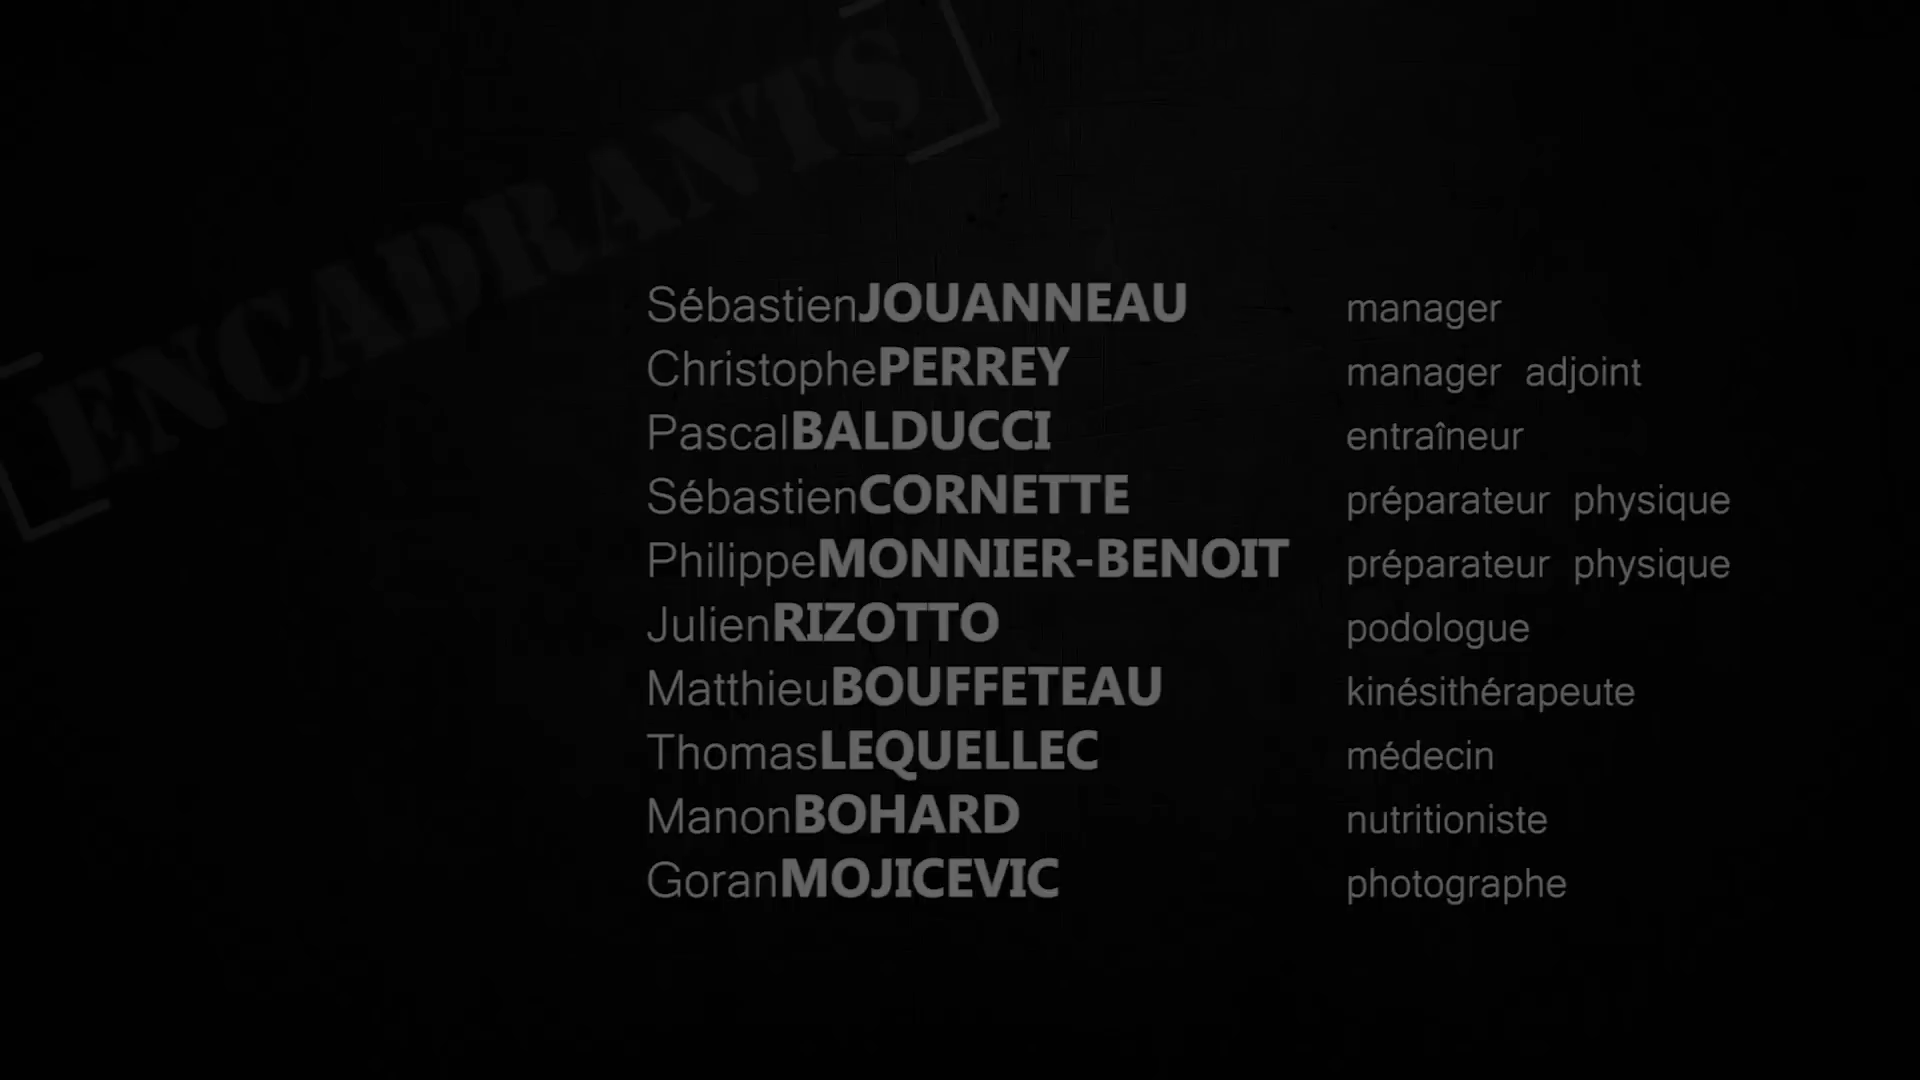 ENCADRANTS
SébastienJOUANNEAU manager
ChristophePERREY manager adjoint
PascalBALDUCCI entraîneur
SébastienCORNETTE préparateur physique
PhilippeMONNIER-BENOIT préparateur physique
JulienRIZOTTO podologue
MatthieuBOUFFETEAU kinésithérapeute
ThomasLEQUELLEC médecin
ManonBOHARD nutritioniste
GoranMOJICEVIC photographe